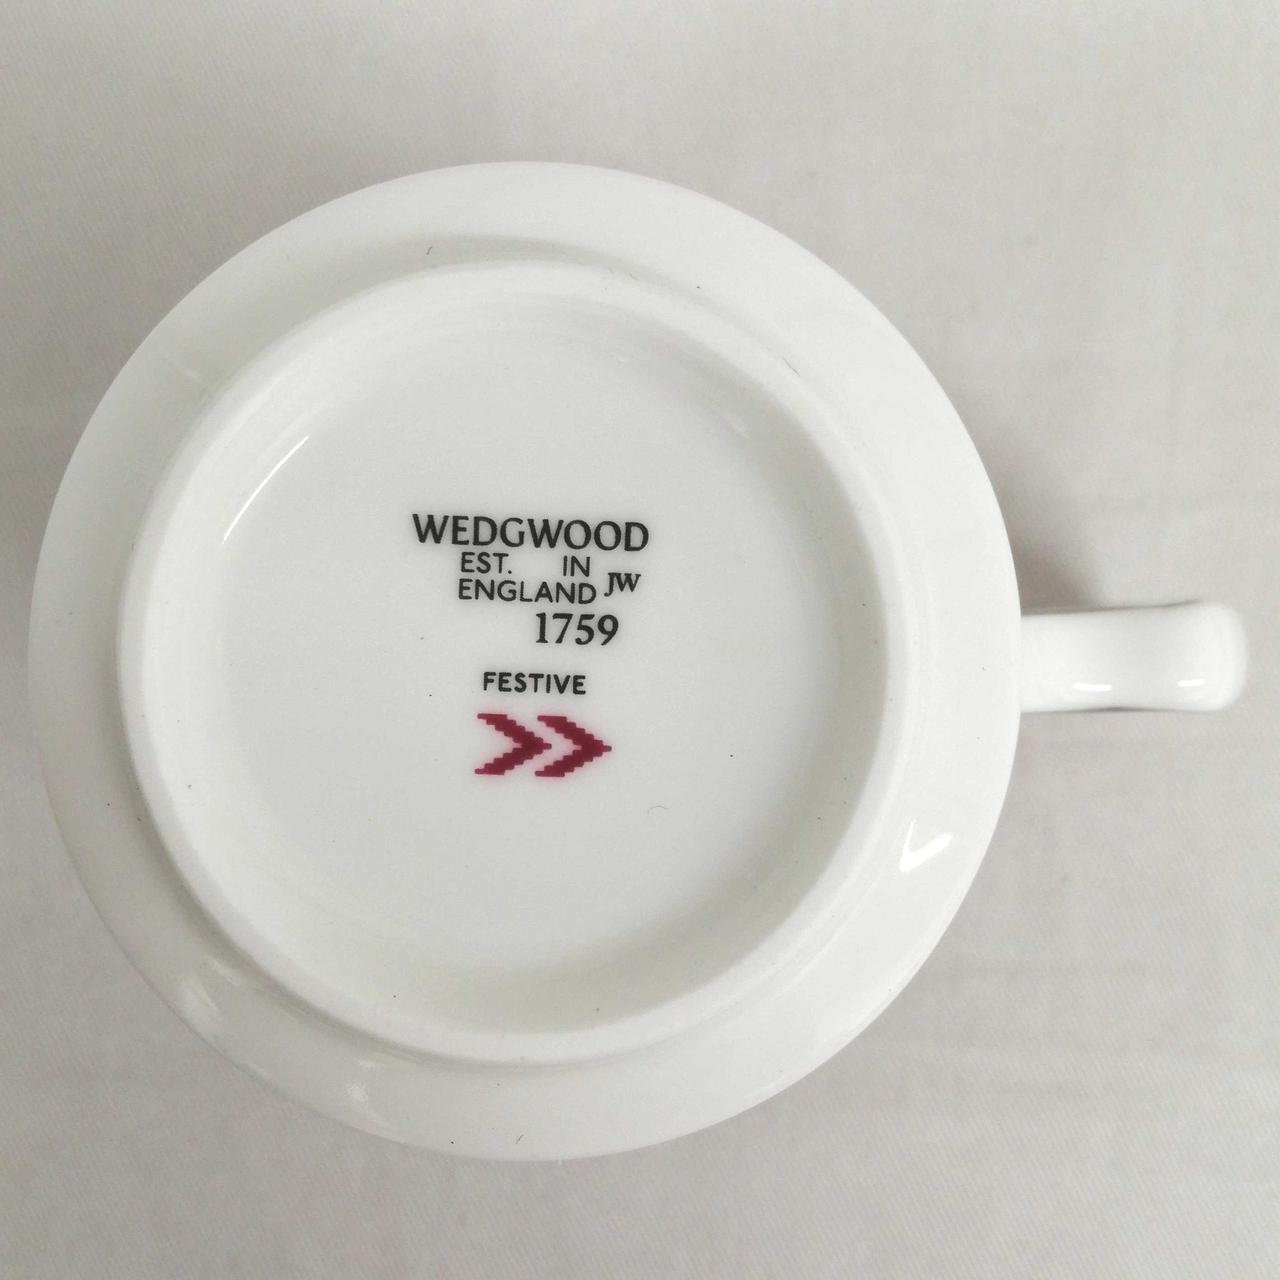 WEDGWOOD
EST. IN
ENGLAND JW
1759
FESTIVE